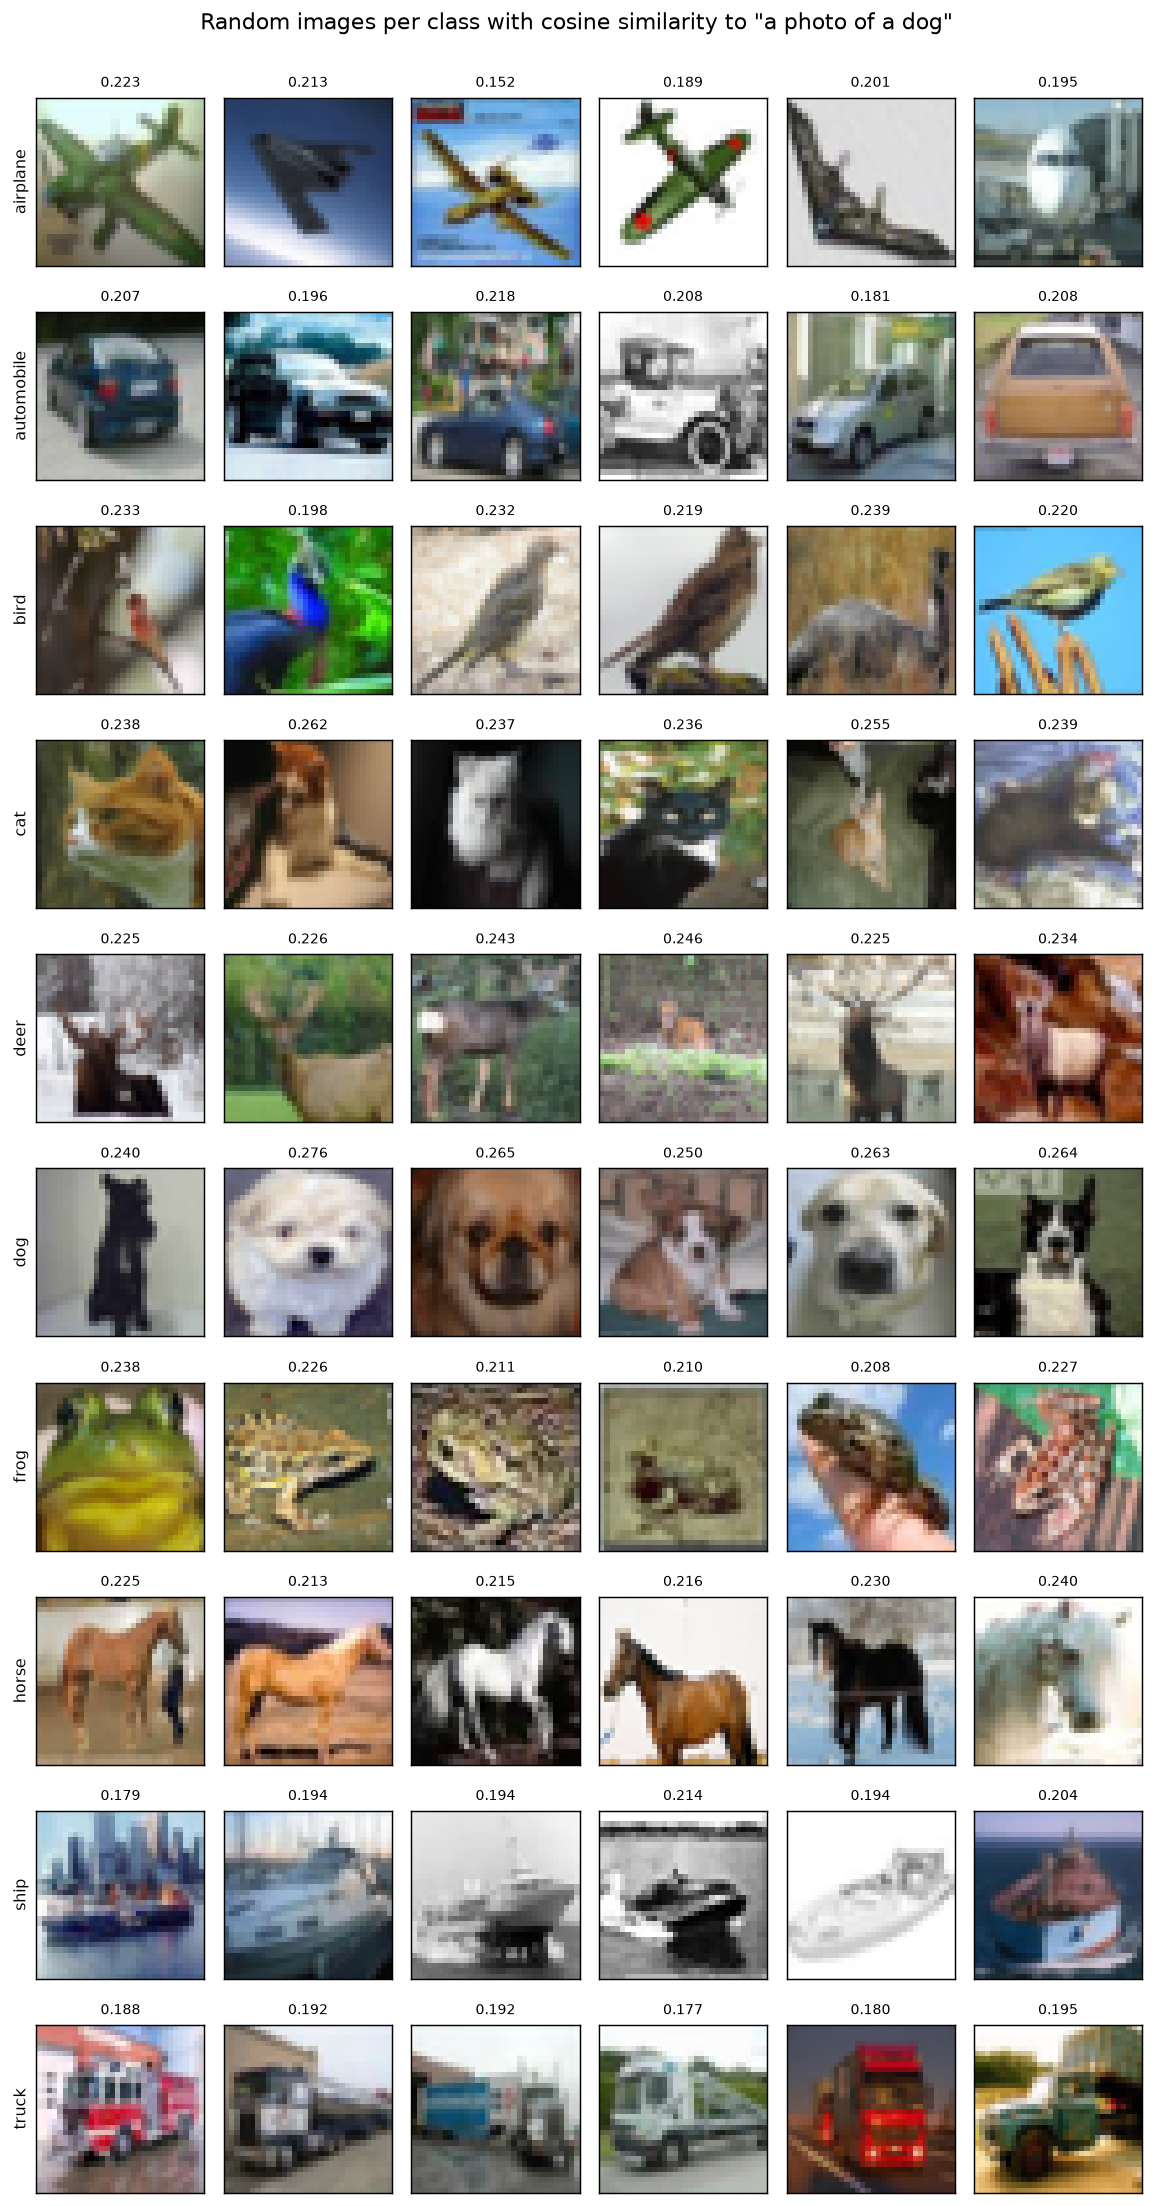 Random images per class with cosine similarity to "a photo of a dog"
0.223 0.213 0.152 0.189 0.201 0.195
airplane
0.207 0.196 0.218 0.208 0.181 0.208
automobile
0.233 0.198 0.232 0.219 0.239 0.220
bird
0.238 0.262 0.237 0.236 0.255 0.239
cat
0.225 0.226 0.243 0.246 0.225 0.234
deer
0.240 0.276 0.265 0.250 0.263 0.264
dog
0.238 0.226 0.211 0.210 0.208 0.227
frog
0.225 0.213 0.215 0.216 0.230 0.240
horse
0.179 0.194 0.194 0.214 0.194 0.204
ship
0.188 0.192 0.192 0.177 0.180 0.195
truck